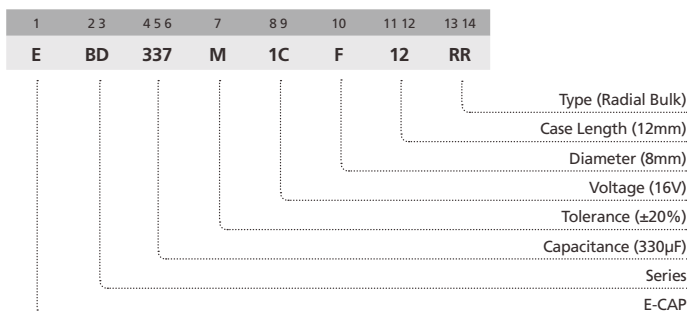 1 2 3 4 5 6 7 8 9 10 11 12 13 14
E BD 337 M 1C F 12 RR
Type (Radial Bulk)
Case Length (12mm)
Diameter (8mm)
Voltage (16V)
Tolerance (±20%)
Capacitance (330µF)
Series
E-CAP